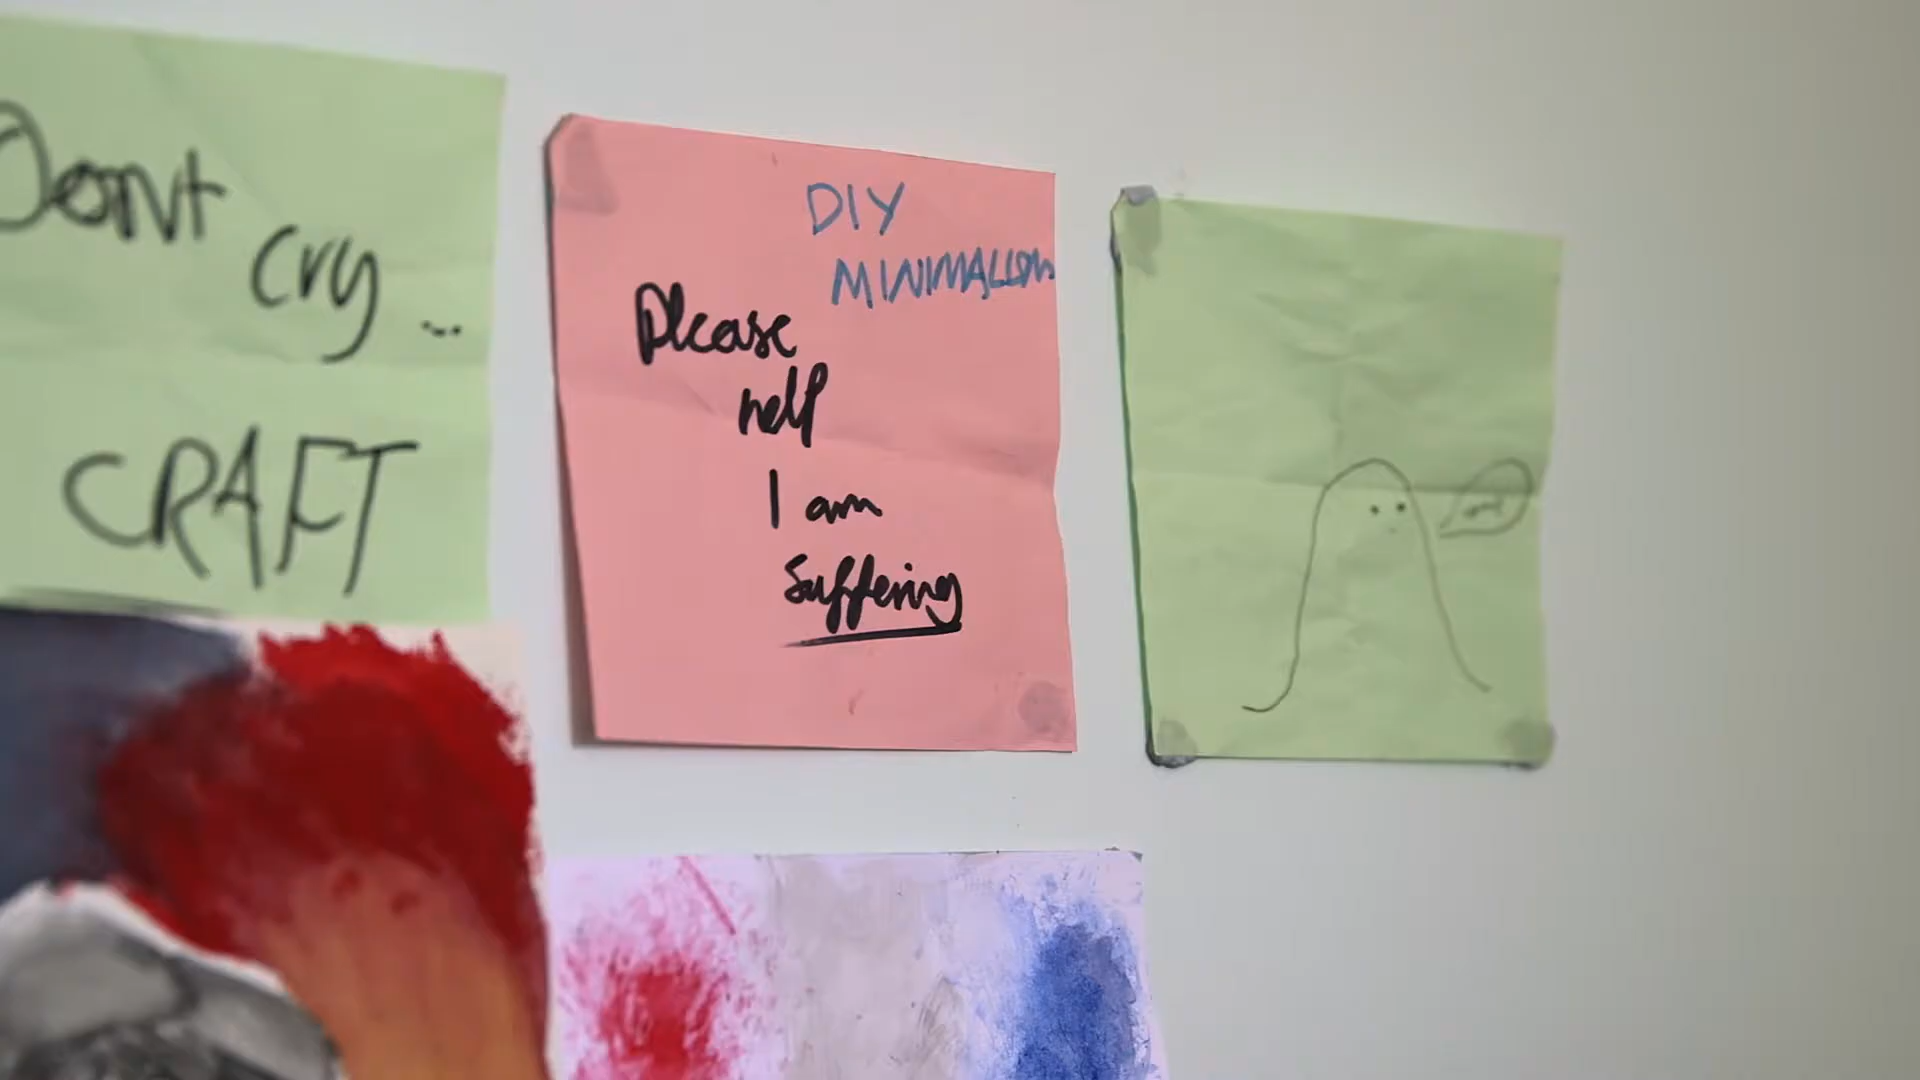 Dont
cry...
CRAFT
DIY
MINIMALISM
Please
help
I am
Suffering